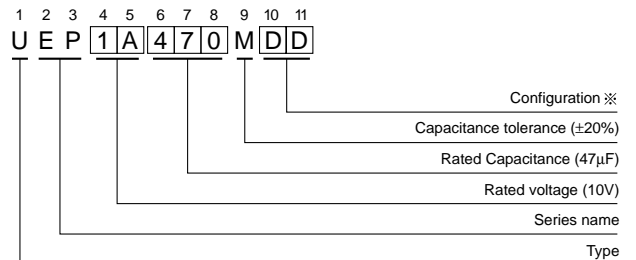 1 2 3 4 5 6 7 8 9 10 11
U E P 1 A 4 7 0 M D D
Configuration ※
Capacitance tolerance (±20%)
Rated Capacitance (47μF)
Rated voltage (10V)
Series name
Type